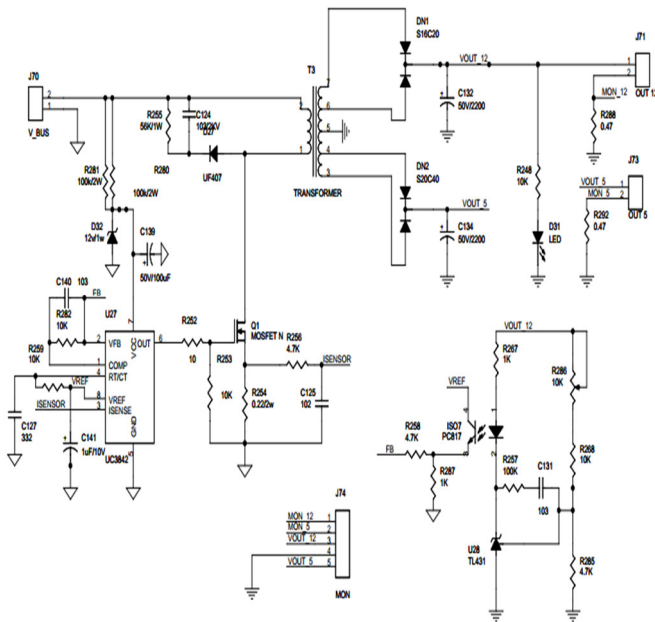 DN1
S16C20
J70
2
1
V_BUS
R255
56K/1W
C124
102/2KV
D27
UF407
R280
T3
2
1
7
6
5
4
3
TRANSFORMER
VOUT_12
C132
50V/2200
J71
1
2
OUT 12
MON_12
R288
0.47
R281
100k/2W
100k/2W
DN2
S20C40
VOUT_5
C134
50V/2200
R248
10K
D31
LED
J73
VOUT_5
1
MON_5
2
OUT 5
R292
0.47
D32
12v/1w
C139
50V/100uF
C140
103
FB
R282
10K
R259
10K
U27
7
2
VFB
VCC
OUT
6
1
COMP
4
RT/CT
VREF
8
VREF
ISENSOR
3
ISENSE
GND
5
UC3842
C127
332
C141
1uF/10V
R252
10
R253
10K
Q1
MOSFET N
R256
4.7K
ISENSOR
R254
0.22/2w
C125
102
VOUT_12
R267
1K
R286
10K
VREF
4
1
ISO7
PC817
3
2
R258
4.7K
FB
R287
1K
R257
100K
C131
103
R268
10K
U28
TL431
R285
4.7K
J74
MON_12
1
MON_5
2
VOUT_12
3
4
VOUT_5
5
MON